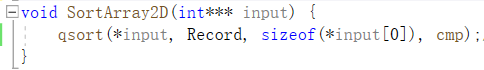 void SortArray2D(int*** input) {
qsort(*input, Record, sizeof(*input[0]), cmp);
}